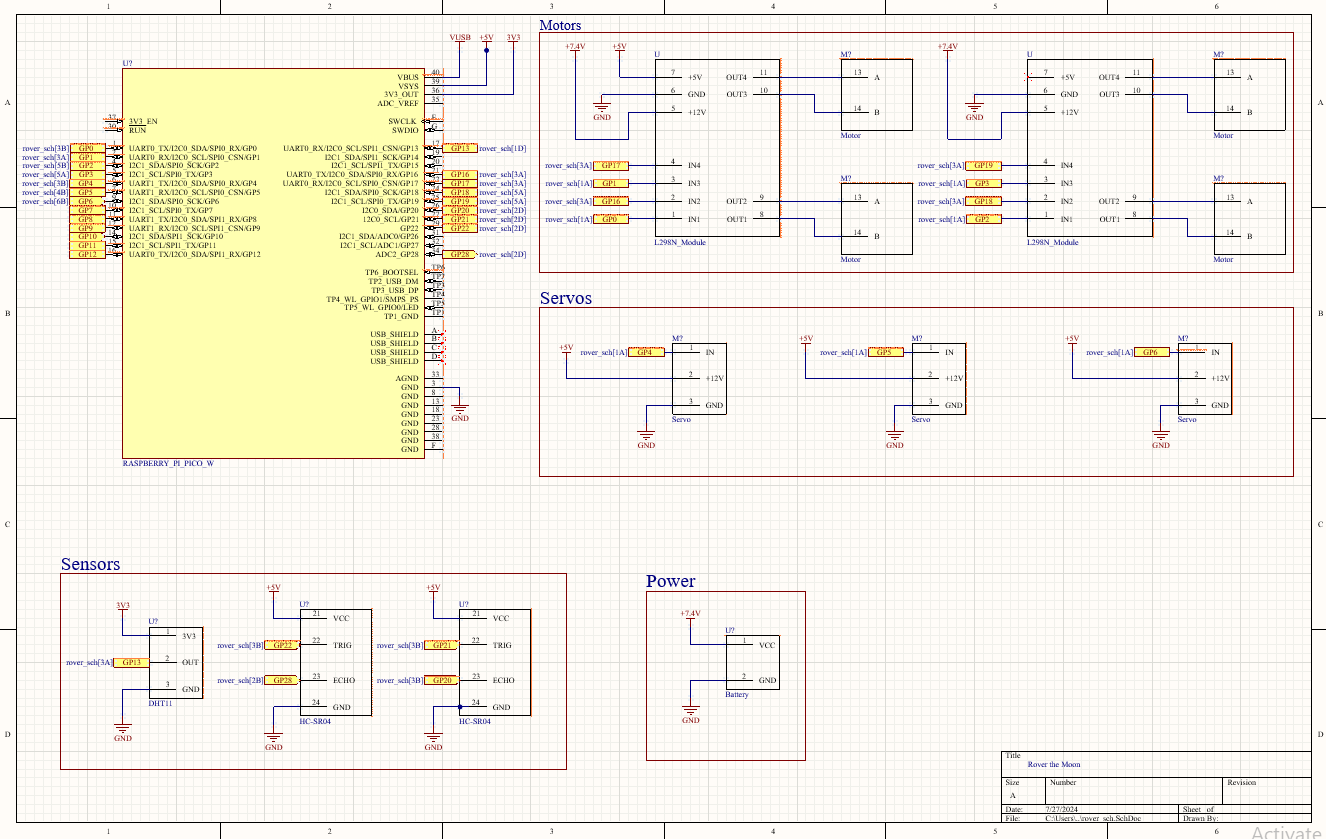 1 2 3 4 5 6
A
B
C
D
Motors
VUSB +5V 3V3
U?
VBUS 40
VSYS 39
3V3_OUT 36
ADC_VREF 35
37 3V3_EN
30 RUN
SWCLK
SWDIO
rover_sch[3B] GP0 UART0_TX/I2C0_SDA/SPI0_RX/GP0
rover_sch[3A] GP1 UART0_RX/I2C0_SCL/SPI0_CSN/GP1
rover_sch[5B] GP2 I2C1_SDA/SPI0_SCK/GP2
rover_sch[5A] GP3 I2C1_SCL/SPI0_TX/GP3
rover_sch[3B] GP4 UART1_TX/I2C0_SDA/SPI0_RX/GP4
rover_sch[4B] GP5 UART1_RX/I2C0_SCL/SPI0_CSN/GP5
rover_sch[6B] GP6 I2C1_SDA/SPI0_SCK/GP6
GP7 I2C1_SCL/SPI0_TX/GP7
GP8 UART1_TX/I2C0_SDA/SPI1_RX/GP8
GP9 UART1_RX/I2C0_SCL/SPI1_CSN/GP9
GP10 I2C1_SDA/SPI1_SCK/GP10
GP11 I2C1_SCL/SPI1_TX/GP11
GP12 UART0_TX/I2C0_SDA/SPI1_RX/GP12
UART0_RX/I2C0_SCL/SPI1_CSN/GP13 GP13 rover_sch[1D]
I2C1_SDA/SPI1_SCK/GP14
I2C1_SCL/SPI1_TX/GP15
UART0_TX/I2C0_SDA/SPI0_RX/GP16 GP16 rover_sch[3A]
UART0_RX/I2C0_SCL/SPI0_CSN/GP17 GP17 rover_sch[3A]
I2C1_SDA/SPI0_SCK/GP18 GP18 rover_sch[5A]
I2C1_SCL/SPI0_TX/GP19 GP19 rover_sch[5A]
I2C0_SDA/GP20 GP20 rover_sch[2D]
I2C0_SCL/GP21 GP21 rover_sch[2D]
GP22 GP22 rover_sch[2D]
I2C1_SDA/ADC0/GP26
I2C1_SCL/ADC1/GP27
ADC2_GP28 GP28 rover_sch[2D]
TP6_BOOTSEL TP6
TP2_USB_DM
TP3_USB_DP
TP4_WL_GPIO1/SMPS_PS
TP5_WL_GPIO0/LED
TP1_GND
USB_SHIELD A
USB_SHIELD B
USB_SHIELD C
USB_SHIELD D
AGND 33
GND 3
GND 8
GND 13
GND 18
GND 23
GND 28
GND 38
GND F
GND
RASPBERRY_PI_PICO_W
+7.4V +5V
U
7 +5V
6 GND
5 +12V
GND
OUT4 11
OUT3 10
rover_sch[3A] GP17 4 IN4
rover_sch[1A] GP1 3 IN3
rover_sch[3A] GP16 2 IN2
rover_sch[1A] GP0 1 IN1
OUT2 9
OUT1 8
L298N_Module
M?
13 A
14 B
Motor
M?
13 A
14 B
Motor
+7.4V
U
7 +5V
6 GND
5 +12V
GND
OUT4 11
OUT3 10
rover_sch[3A] GP19 4 IN4
rover_sch[1A] GP3 3 IN3
rover_sch[3A] GP18 2 IN2
rover_sch[1A] GP2 1 IN1
OUT2 9
OUT1 8
L298N_Module
M?
13 A
14 B
Motor
M?
13 A
14 B
Motor
Servos
+5V
M?
rover_sch[1A] GP4 1 IN
2 +12V
3 GND
GND
Servo
+5V
M?
rover_sch[1A] GP5 1 IN
2 +12V
3 GND
GND
Servo
+5V
M?
rover_sch[1A] GP6 1 IN
2 +12V
3 GND
GND
Servo
Sensors
3V3
U?
1 3V3
rover_sch[3A] GP13 2 OUT
3 GND
DHT11
GND
+5V
U?
21 VCC
rover_sch[3B] GP22 22 TRIG
rover_sch[2B] GP28 23 ECHO
24 GND
HC-SR04
GND
+5V
U?
21 VCC
rover_sch[3B] GP21 22 TRIG
rover_sch[3B] GP20 23 ECHO
24 GND
HC-SR04
GND
Power
+7.4V
U?
1 VCC
2 GND
Battery
GND
Title
Rover the Moon
Size Number Revision
A
Date: 7/27/2024 Sheet of
File: C:\Users\..\rover_sch.SchDoc Drawn By:
A
B
C
D
1 2 3 4 5 6
Activate